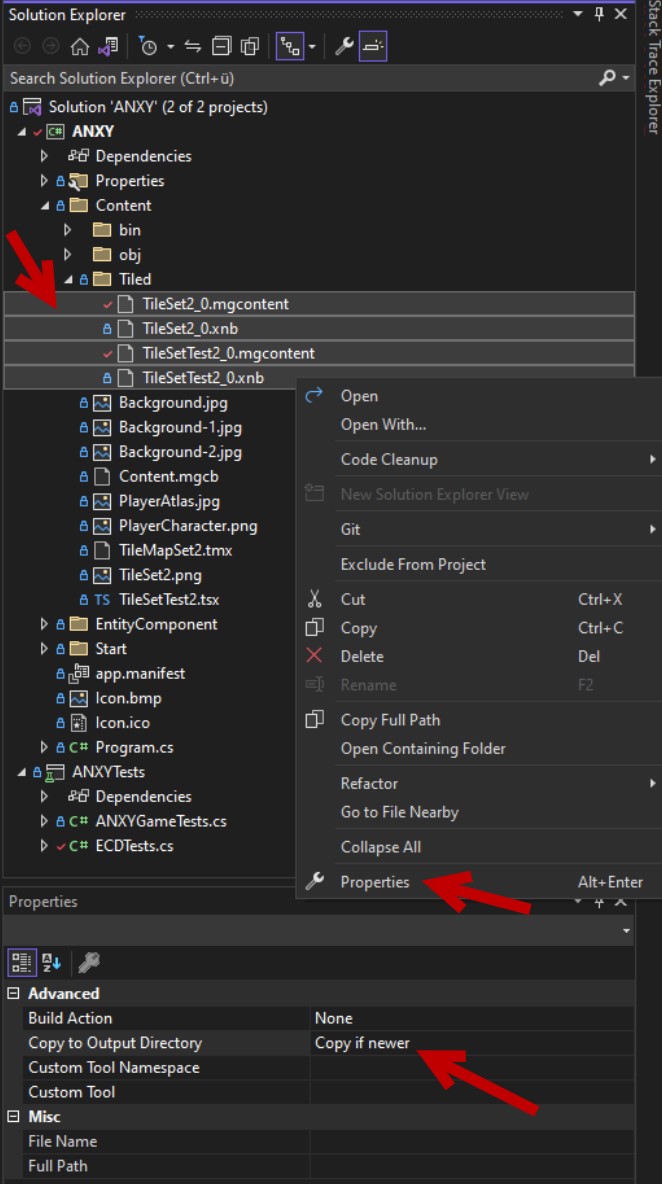 Solution Explorer
Stack Trace Explorer
Search Solution Explorer (Ctrl+ü)
Solution 'ANXY' (2 of 2 projects)
C# ANXY
Dependencies
Properties
Content
bin
obj
Tiled
TileSet2_0.mgcontent
TileSet2_0.xnb
TileSetTest2_0.mgcontent
TileSetTest2_0.xnb
Background.jpg
Background-1.jpg
Background-2.jpg
Content.mgcb
PlayerAtlas.jpg
PlayerCharacter.png
TileMapSet2.tmx
TileSet2.png
TS TileSetTest2.tsx
EntityComponent
Start
app.manifest
Icon.bmp
Icon.ico
C# Program.cs
ANXYTests
Dependencies
C# ANXYGameTests.cs
C# ECDTests.cs
Open
Open With...
Code Cleanup
New Solution Explorer View
Git
Exclude From Project
Cut Ctrl+X
Copy Ctrl+C
Delete Del
Rename F2
Copy Full Path
Open Containing Folder
Refactor
Go to File Nearby
Collapse All
Properties Alt+Enter
Properties
Advanced
Build Action None
Copy to Output Directory Copy if newer
Custom Tool Namespace
Custom Tool
Misc
File Name
Full Path